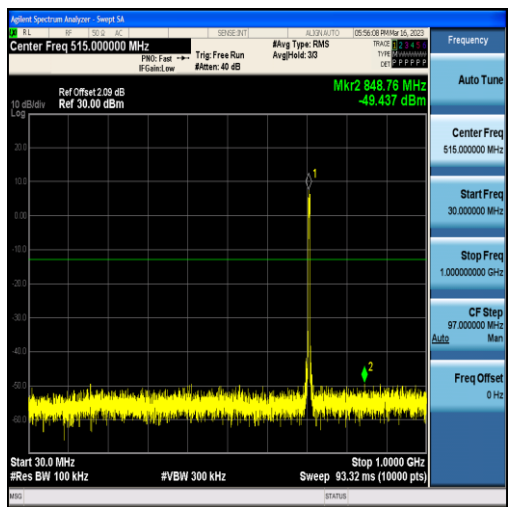 Agilent Spectrum Analyzer - Swept SA
RL RF 50 Ω AC SENSE:INT ALIGN AUTO 05:56:08 PM Mar 16, 2023
Center Freq 515.000000 MHz
PNO: Fast
IFGain:Low
Trig: Free Run
#Atten: 40 dB
#Avg Type: RMS
Avg|Hold: 3/3
TRACE 1 2 3 4 5 6
TYPE
DET P P P P P P
Ref Offset 2.09 dB
Ref 30.00 dBm
10 dB/div
Log
Mkr2 848.76 MHz
-49.437 dBm
20.0
10.0
0.00
-10.0
-20.0
-30.0
-40.0
-50.0
-60.0
1
2
Start 30.0 MHz
Stop 1.0000 GHz
#Res BW 100 kHz
#VBW 300 kHz
Sweep 93.32 ms (10000 pts)
MSG
STATUS
Frequency
Auto Tune
Center Freq
515.000000 MHz
Start Freq
30.000000 MHz
Stop Freq
1.000000000 GHz
CF Step
97.000000 MHz
Auto Man
Freq Offset
0 Hz